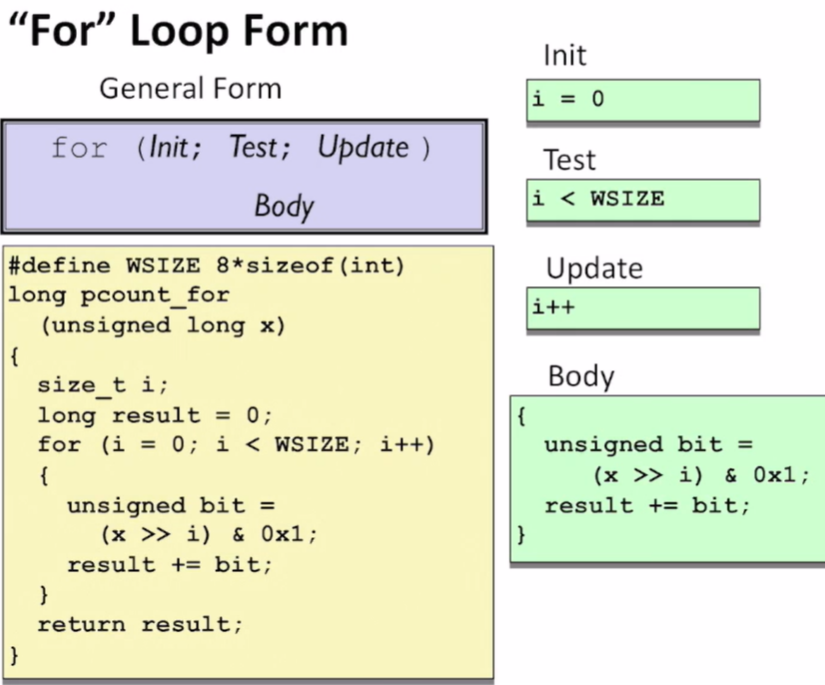 “For” Loop Form
General Form
for (Init; Test; Update )
Body
#define WSIZE 8*sizeof(int)
long pcount_for
(unsigned long x)
{
size_t i;
long result = 0;
for (i = 0; i < WSIZE; i++)
{
unsigned bit =
(x >> i) & 0x1;
result += bit;
}
return result;
}
Init
i = 0
Test
i < WSIZE
Update
i++
Body
{
unsigned bit =
(x >> i) & 0x1;
result += bit;
}